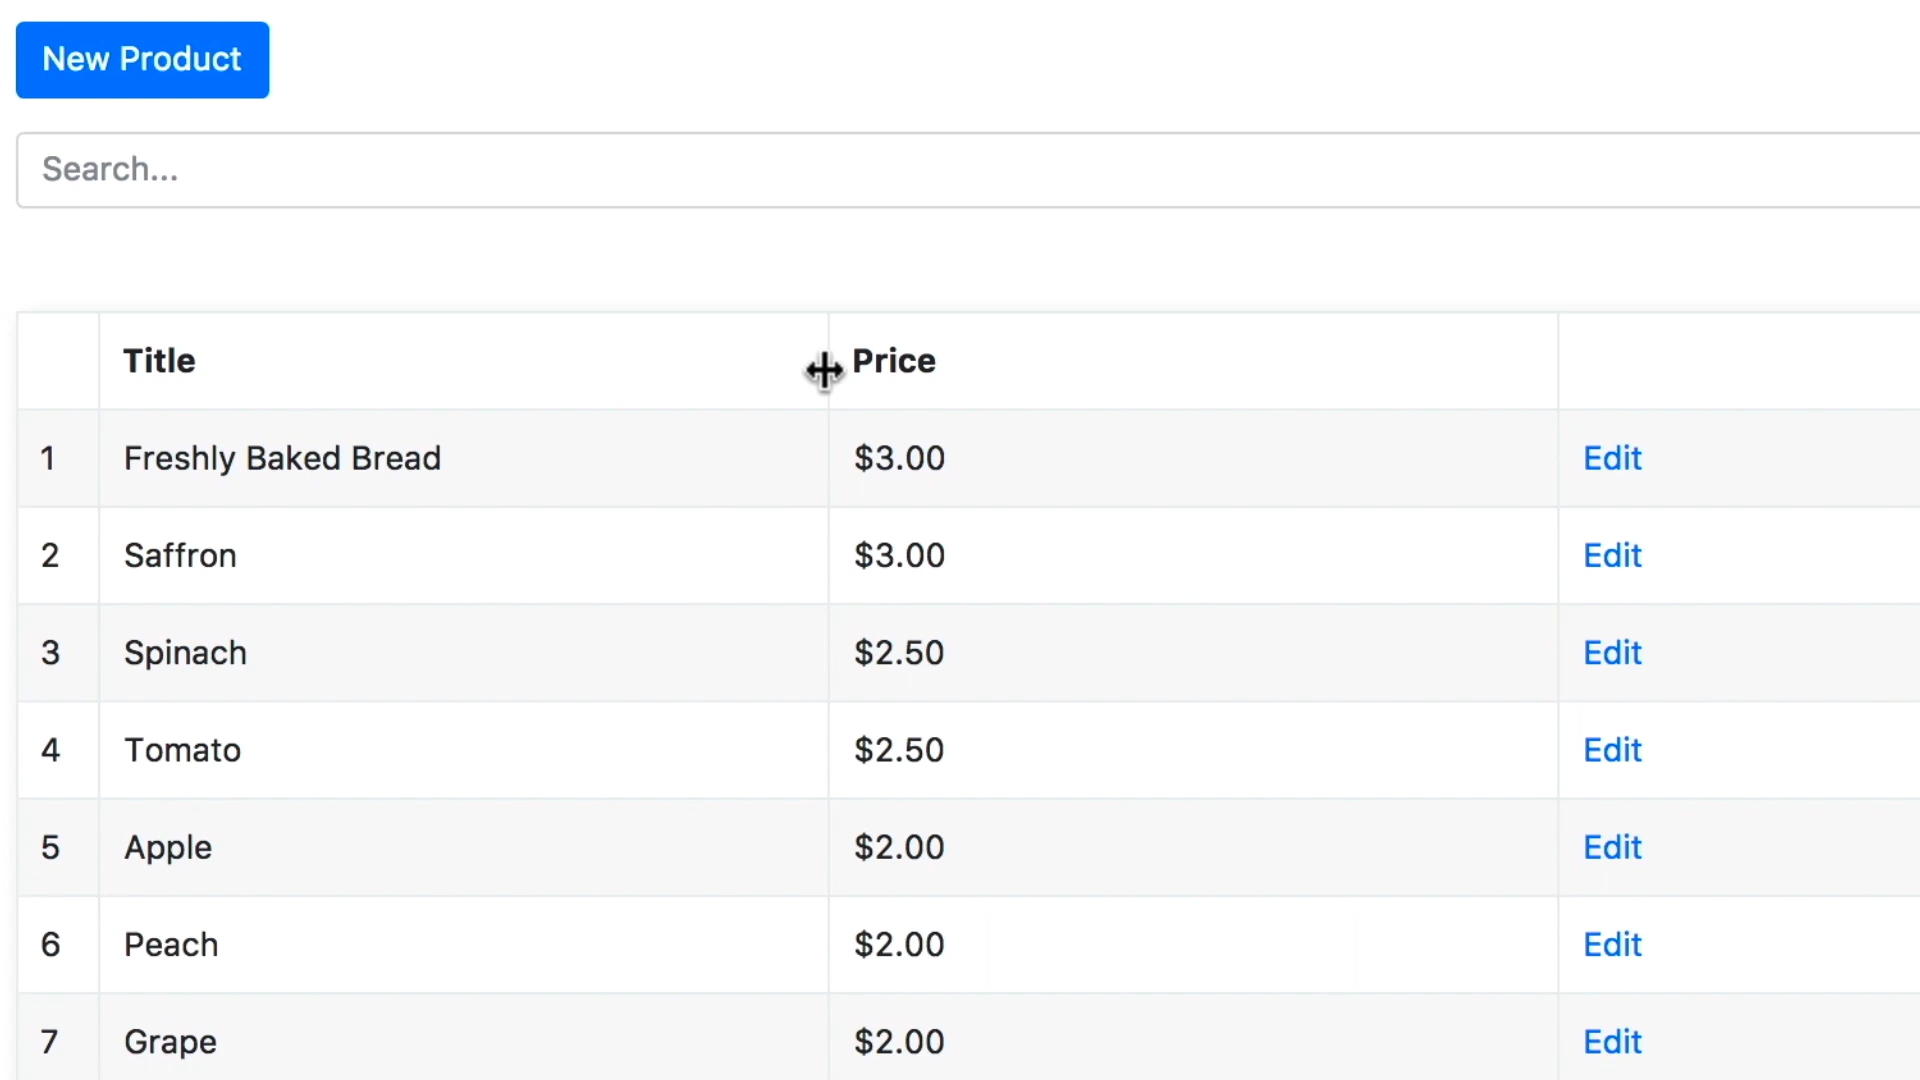 New Product
Search...
Title Price
1 Freshly Baked Bread $3.00 Edit
2 Saffron $3.00 Edit
3 Spinach $2.50 Edit
4 Tomato $2.50 Edit
5 Apple $2.00 Edit
6 Peach $2.00 Edit
7 Grape $2.00 Edit